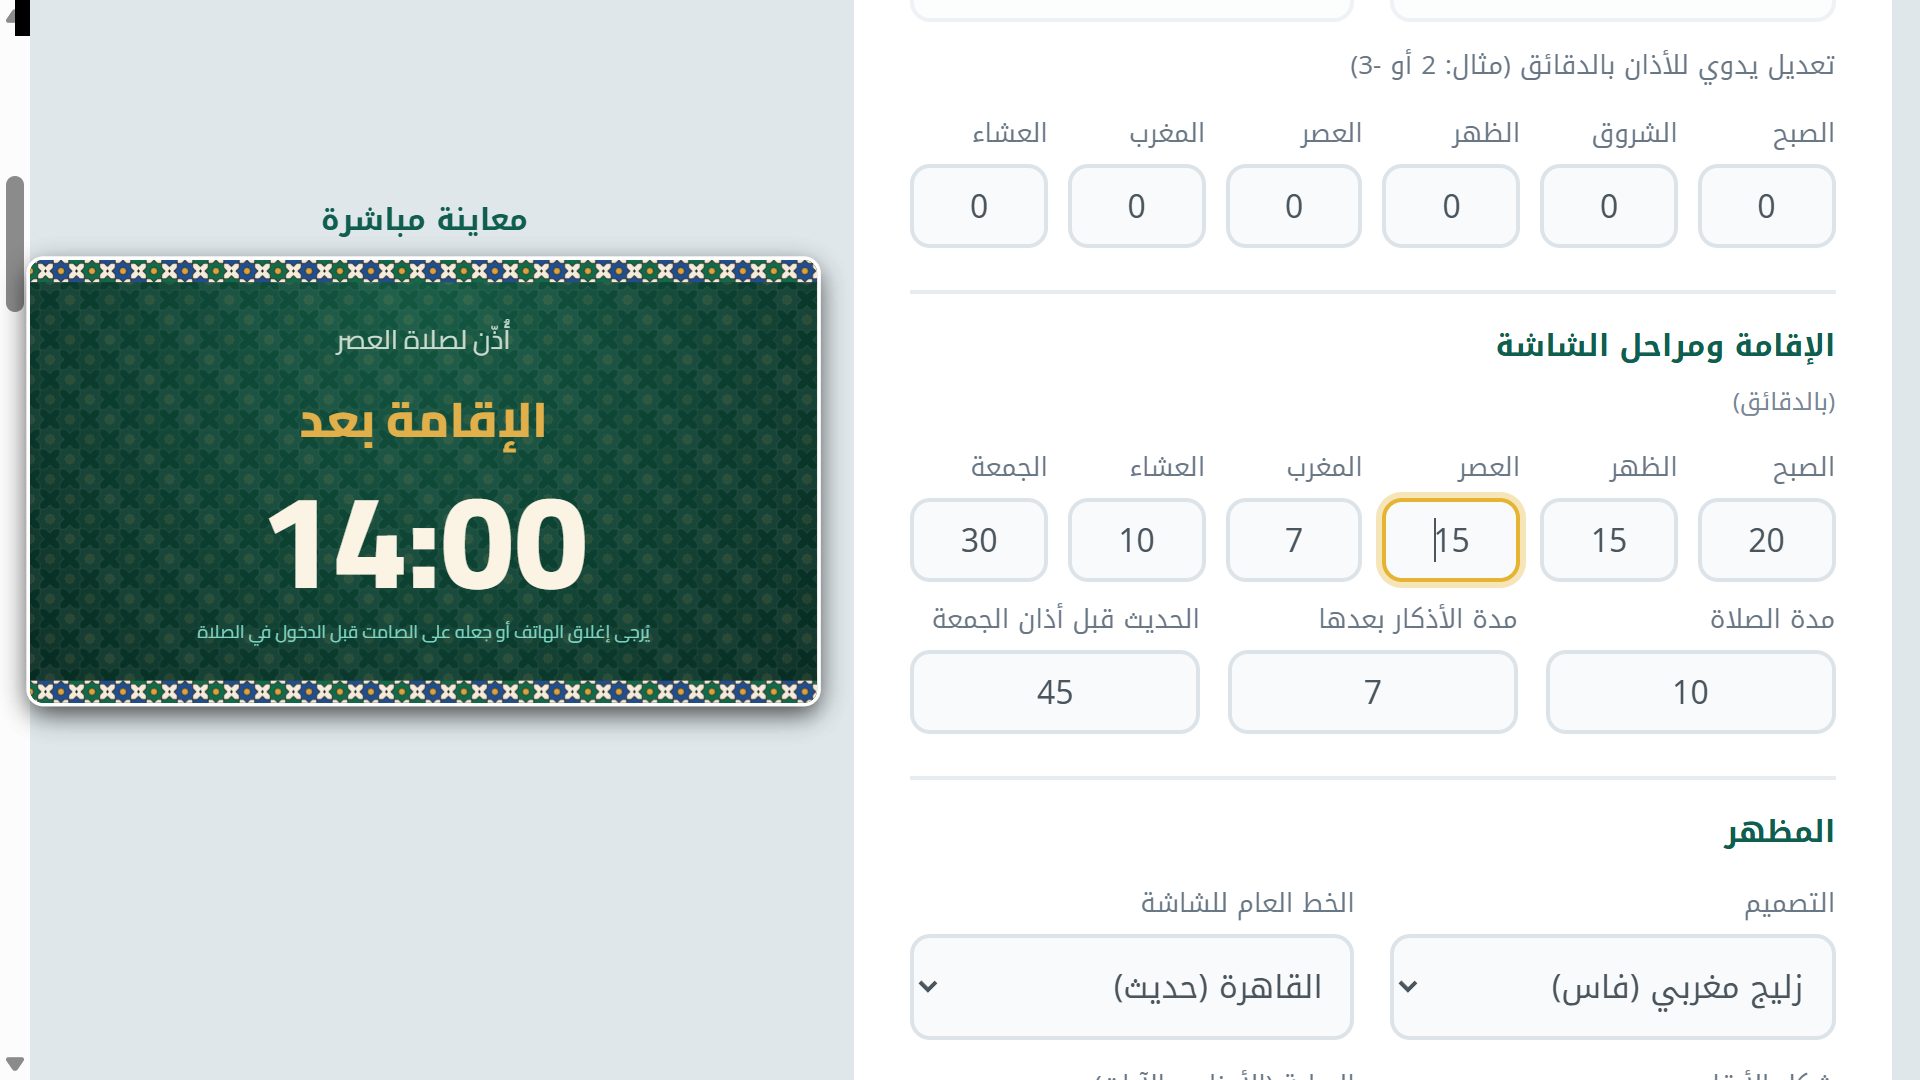 تعديل يدوي للأذان بالدقائق (مثال: 2 أو -3)
الصبح الشروق الظهر العصر المغرب العشاء
0 0 0 0 0 0
الإقامة ومراحل الشاشة
(بالدقائق)
الصبح الظهر العصر المغرب العشاء الجمعة
20 15 15 7 10 30
مدة الصلاة مدة الأذكار بعدها الحديث قبل أذان الجمعة
10 7 45
المظهر
التصميم الخط العام للشاشة
زليج مغربي (فاس) القاهرة (حديث)
معاينة مباشرة
أُذّن لصلاة العصر
الإقامة بعد
14:00
يُرجى إغلاق الهاتف أو جعله على الصامت قبل الدخول في الصلاة